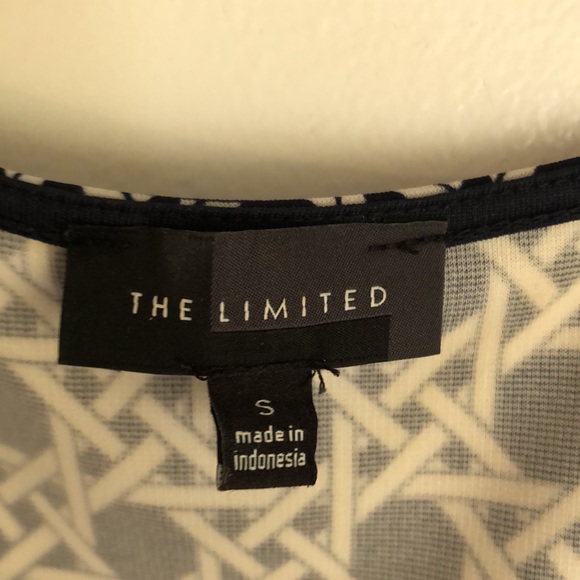 THE LIMITED
S
made in
indonesia